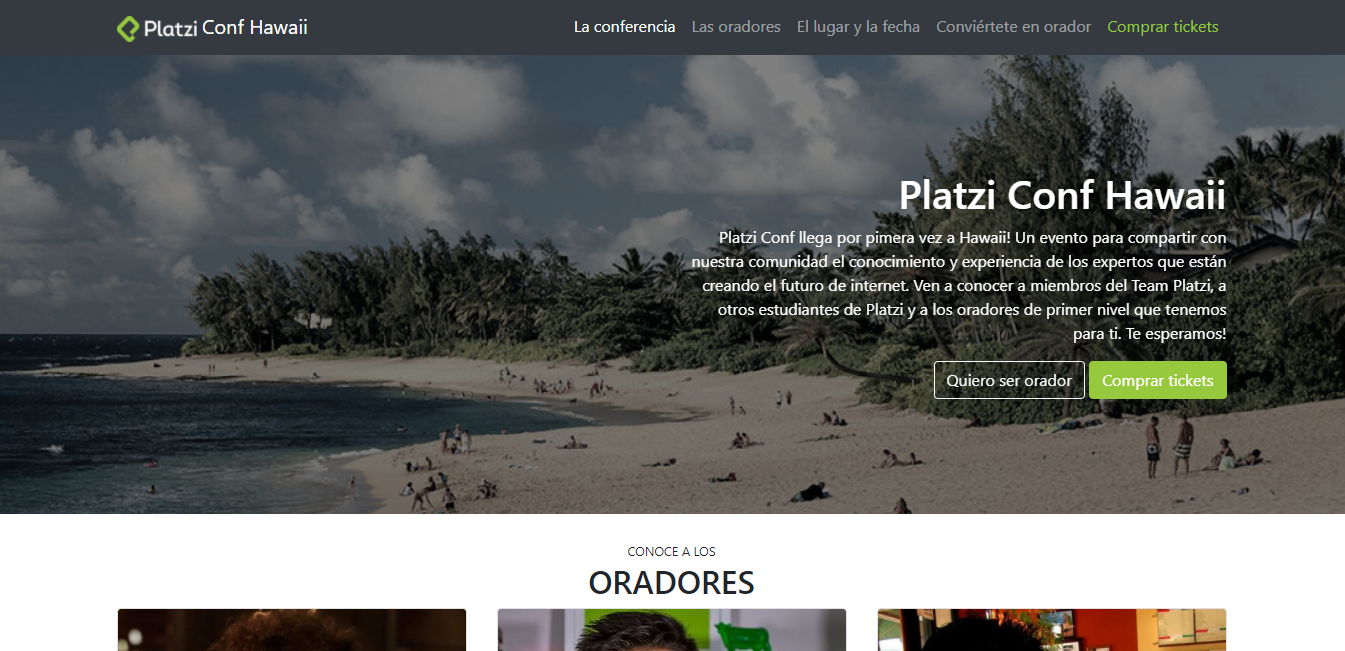 Platzi Conf Hawaii
La conferencia
Las oradores
El lugar y la fecha
Conviértete en orador
Comprar tickets
Platzi Conf Hawaii
Platzi Conf llega por pimera vez a Hawaii! Un evento para compartir con
nuestra comunidad el conocimiento y experiencia de los expertos que están
creando el futuro de internet. Ven a conocer a miembros del Team Platzi, a
otros estudiantes de Platzi y a los oradores de primer nivel que tenemos
para ti. Te esperamos!
Quiero ser orador
Comprar tickets
CONOCE A LOS
ORADORES